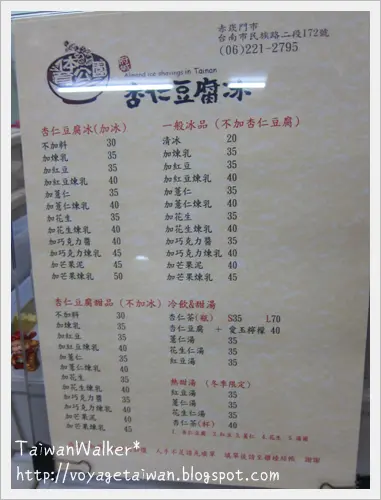 赤崁門市
台南市民族路二段172號
(06)221-2795
Almond ice shavings in Tainan
杏仁豆腐冰
杏仁豆腐冰(加冰)
不加料 30
加煉乳 35
加紅豆 35
加紅豆煉乳 40
加薏仁 35
加薏仁煉乳 40
加花生 35
加花生煉乳 40
加巧克力醬 40
加巧克力煉乳 45
加芒果泥 45
加芒果煉乳 50
一般冰品(不加杏仁豆腐)
清冰 20
加煉乳 35
加紅豆 35
加紅豆煉乳 40
加薏仁 35
加薏仁煉乳 40
加花生 35
加花生煉乳 40
加巧克力醬 35
加巧克力煉乳 40
加芒果泥 40
加芒果煉乳 45
杏仁豆腐甜品(不加冰)
不加料 30
加煉乳 35
加紅豆 35
加紅豆煉乳 40
加薏仁 35
加薏仁煉乳 40
加花生 35
加花生煉乳 40
加巧克力醬 35
加巧克力煉乳 40
加芒果泥 40
加芒果煉乳 45
冷飲&甜湯
杏仁茶(瓶) S35 L70
杏仁豆腐 + 愛玉檸檬 40
薏仁湯 35
花生仁湯 35
紅豆湯 35
熱甜湯 (冬季限定)
紅豆湯 35
薏仁湯 35
花生仁湯 35
杏仁茶(杯) 40
TaiwanWalker*
http://voyagetaiwan.blogspot.com